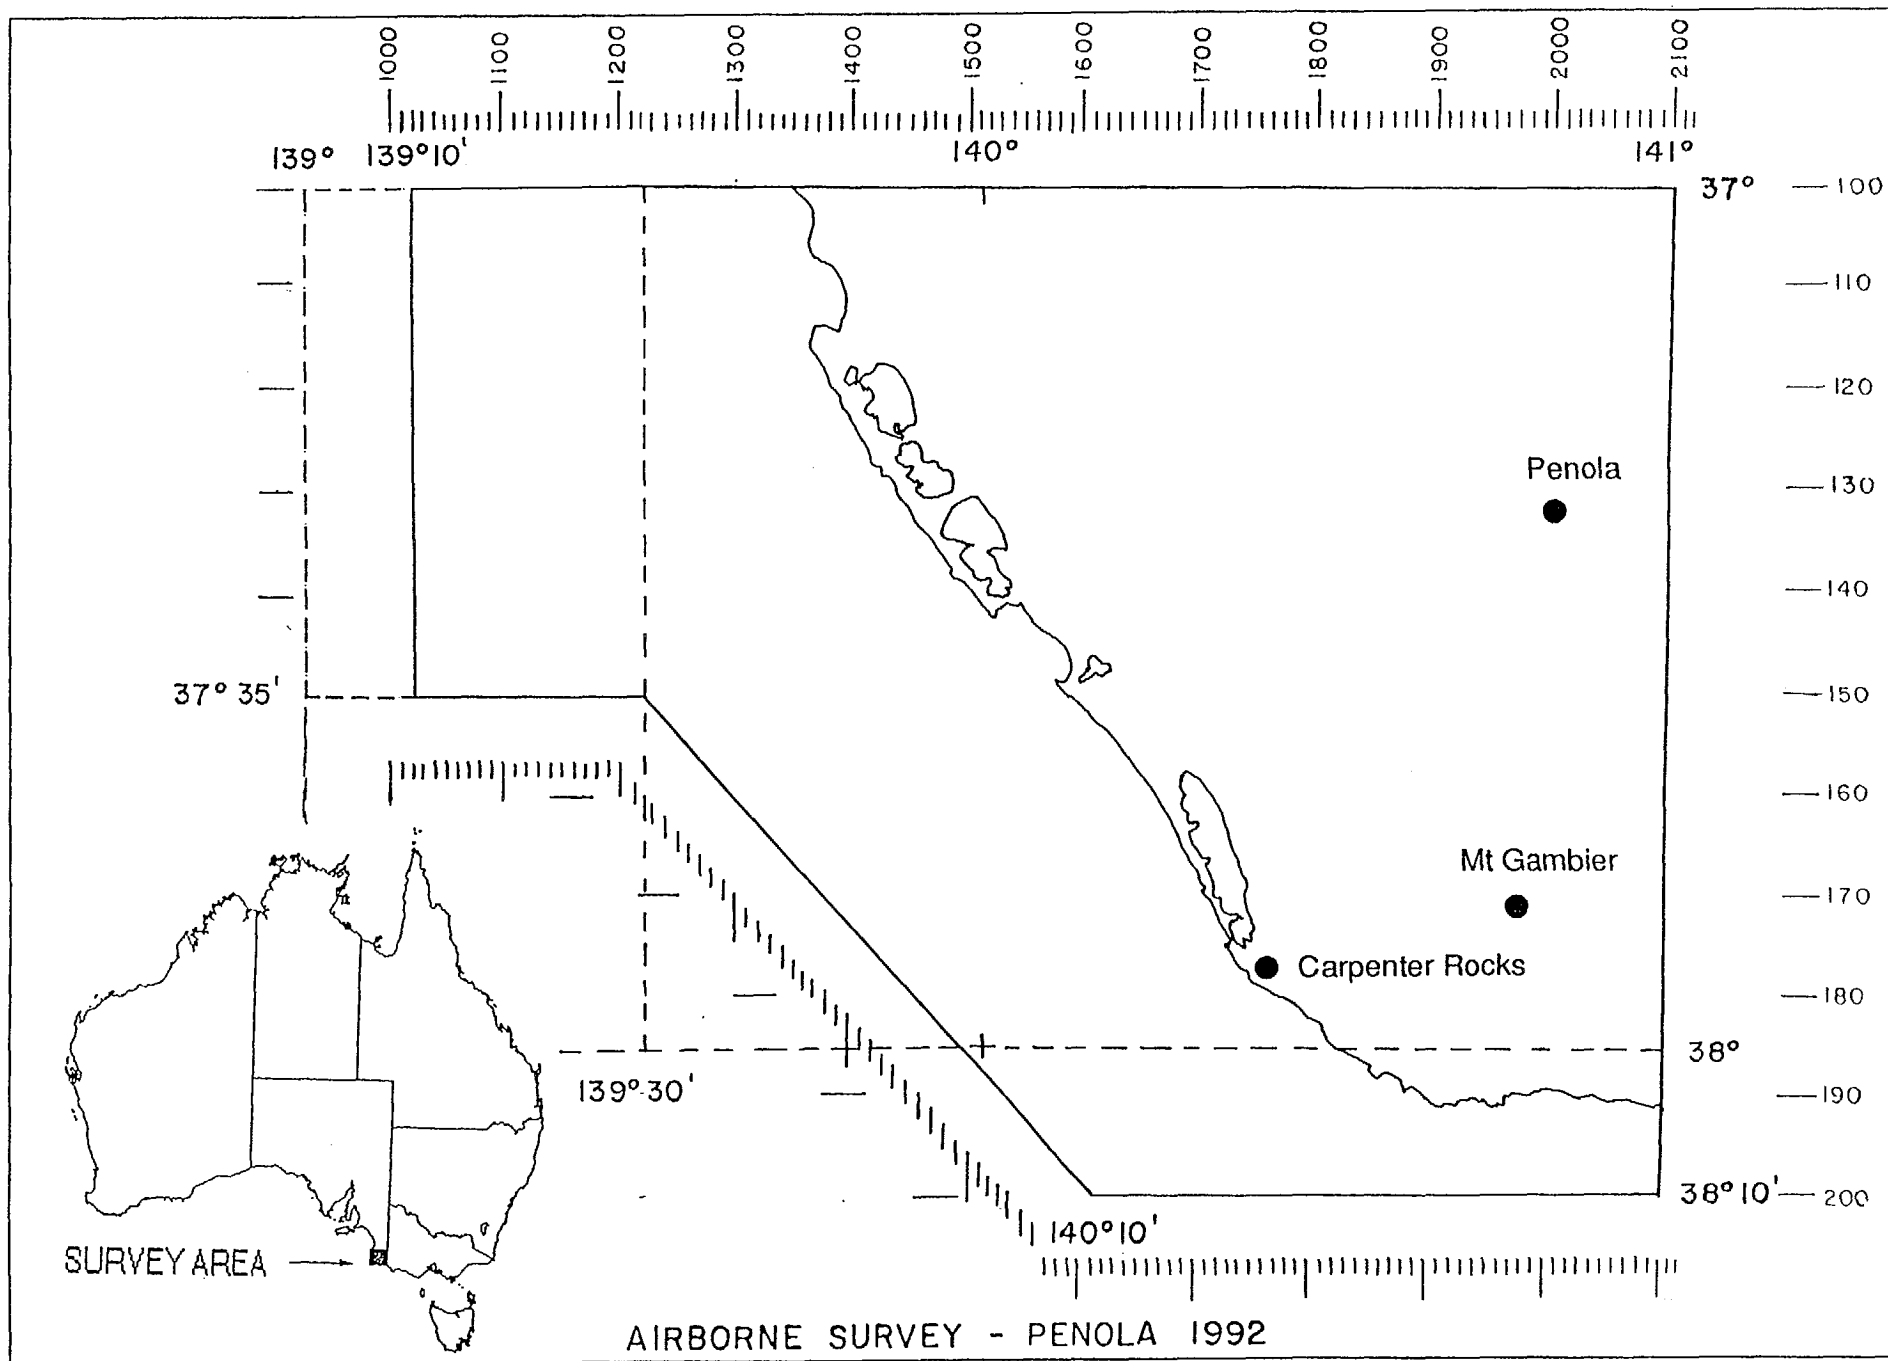 1000 1100 1200 1300 1400 1500 1600 1700 1800 1900 2000 2100
139° 139°10' 140° 141°
37° 100
110
120
Penola
130
140
37° 35' 150
160
Mt Gambier
170
Carpenter Rocks
180
38°
139°30' 190
38°10' 200
140°10'
SURVEY AREA
AIRBORNE SURVEY - PENOLA 1992